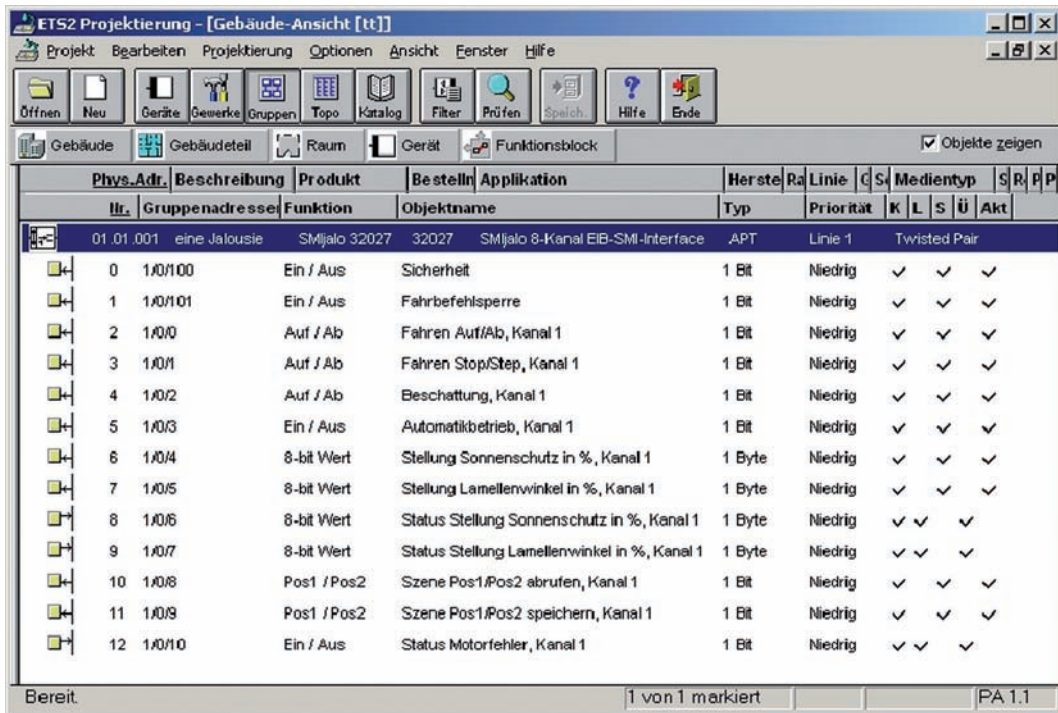 ETS2 Projektierung - [Gebäude-Ansicht [tt]]
Projekt Bearbeiten Projektierung Optionen Ansicht Fenster Hilfe
Öffnen Neu Geräte Gewerke Gruppen Topo Katalog Filter Prüfen Speich. Hilfe Ende
Gebäude Gebäudeteil Raum Gerät Funktionsblock Objekte zeigen
Phys.Adr. Beschreibung Produkt Bestelln Applikation Herste Ra Linie Medientyp S R P P
Nr. Gruppenadressen Funktion Objektname Typ Priorität K L S Ü Akt
01.01.001 eine Jalousie SMIjalo 32027 32027 SMIjalo 8-Kanal EIB-SMI-Interface APT Linie 1 Twisted Pair
0 1/0/100 Ein / Aus Sicherheit 1 Bit Niedrig
1 1/0/101 Ein / Aus Fahrbefehlsperre 1 Bit Niedrig
2 1/0/0 Auf / Ab Fahren Auf/Ab, Kanal 1 1 Bit Niedrig
3 1/0/1 Auf / Ab Fahren Stop/Step, Kanal 1 1 Bit Niedrig
4 1/0/2 Auf / Ab Beschattung, Kanal 1 1 Bit Niedrig
5 1/0/3 Ein / Aus Automatikbetrieb, Kanal 1 1 Bit Niedrig
6 1/0/4 8-bit Wert Stellung Sonnenschutz in %, Kanal 1 1 Byte Niedrig
7 1/0/5 8-bit Wert Stellung Lamellenwinkel in %, Kanal 1 1 Byte Niedrig
8 1/0/6 8-bit Wert Status Stellung Sonnenschutz in %, Kanal 1 1 Byte Niedrig
9 1/0/7 8-bit Wert Status Stellung Lamellenwinkel in %, Kanal 1 1 Byte Niedrig
10 1/0/8 Pos1 / Pos2 Szene Pos1/Pos2 abrufen, Kanal 1 1 Bit Niedrig
11 1/0/9 Pos1 / Pos2 Szene Pos1/Pos2 speichern, Kanal 1 1 Bit Niedrig
12 1/0/10 Ein / Aus Status Motorfehler, Kanal 1 1 Bit Niedrig
Bereit. 1 von 1 markiert PA 1.1